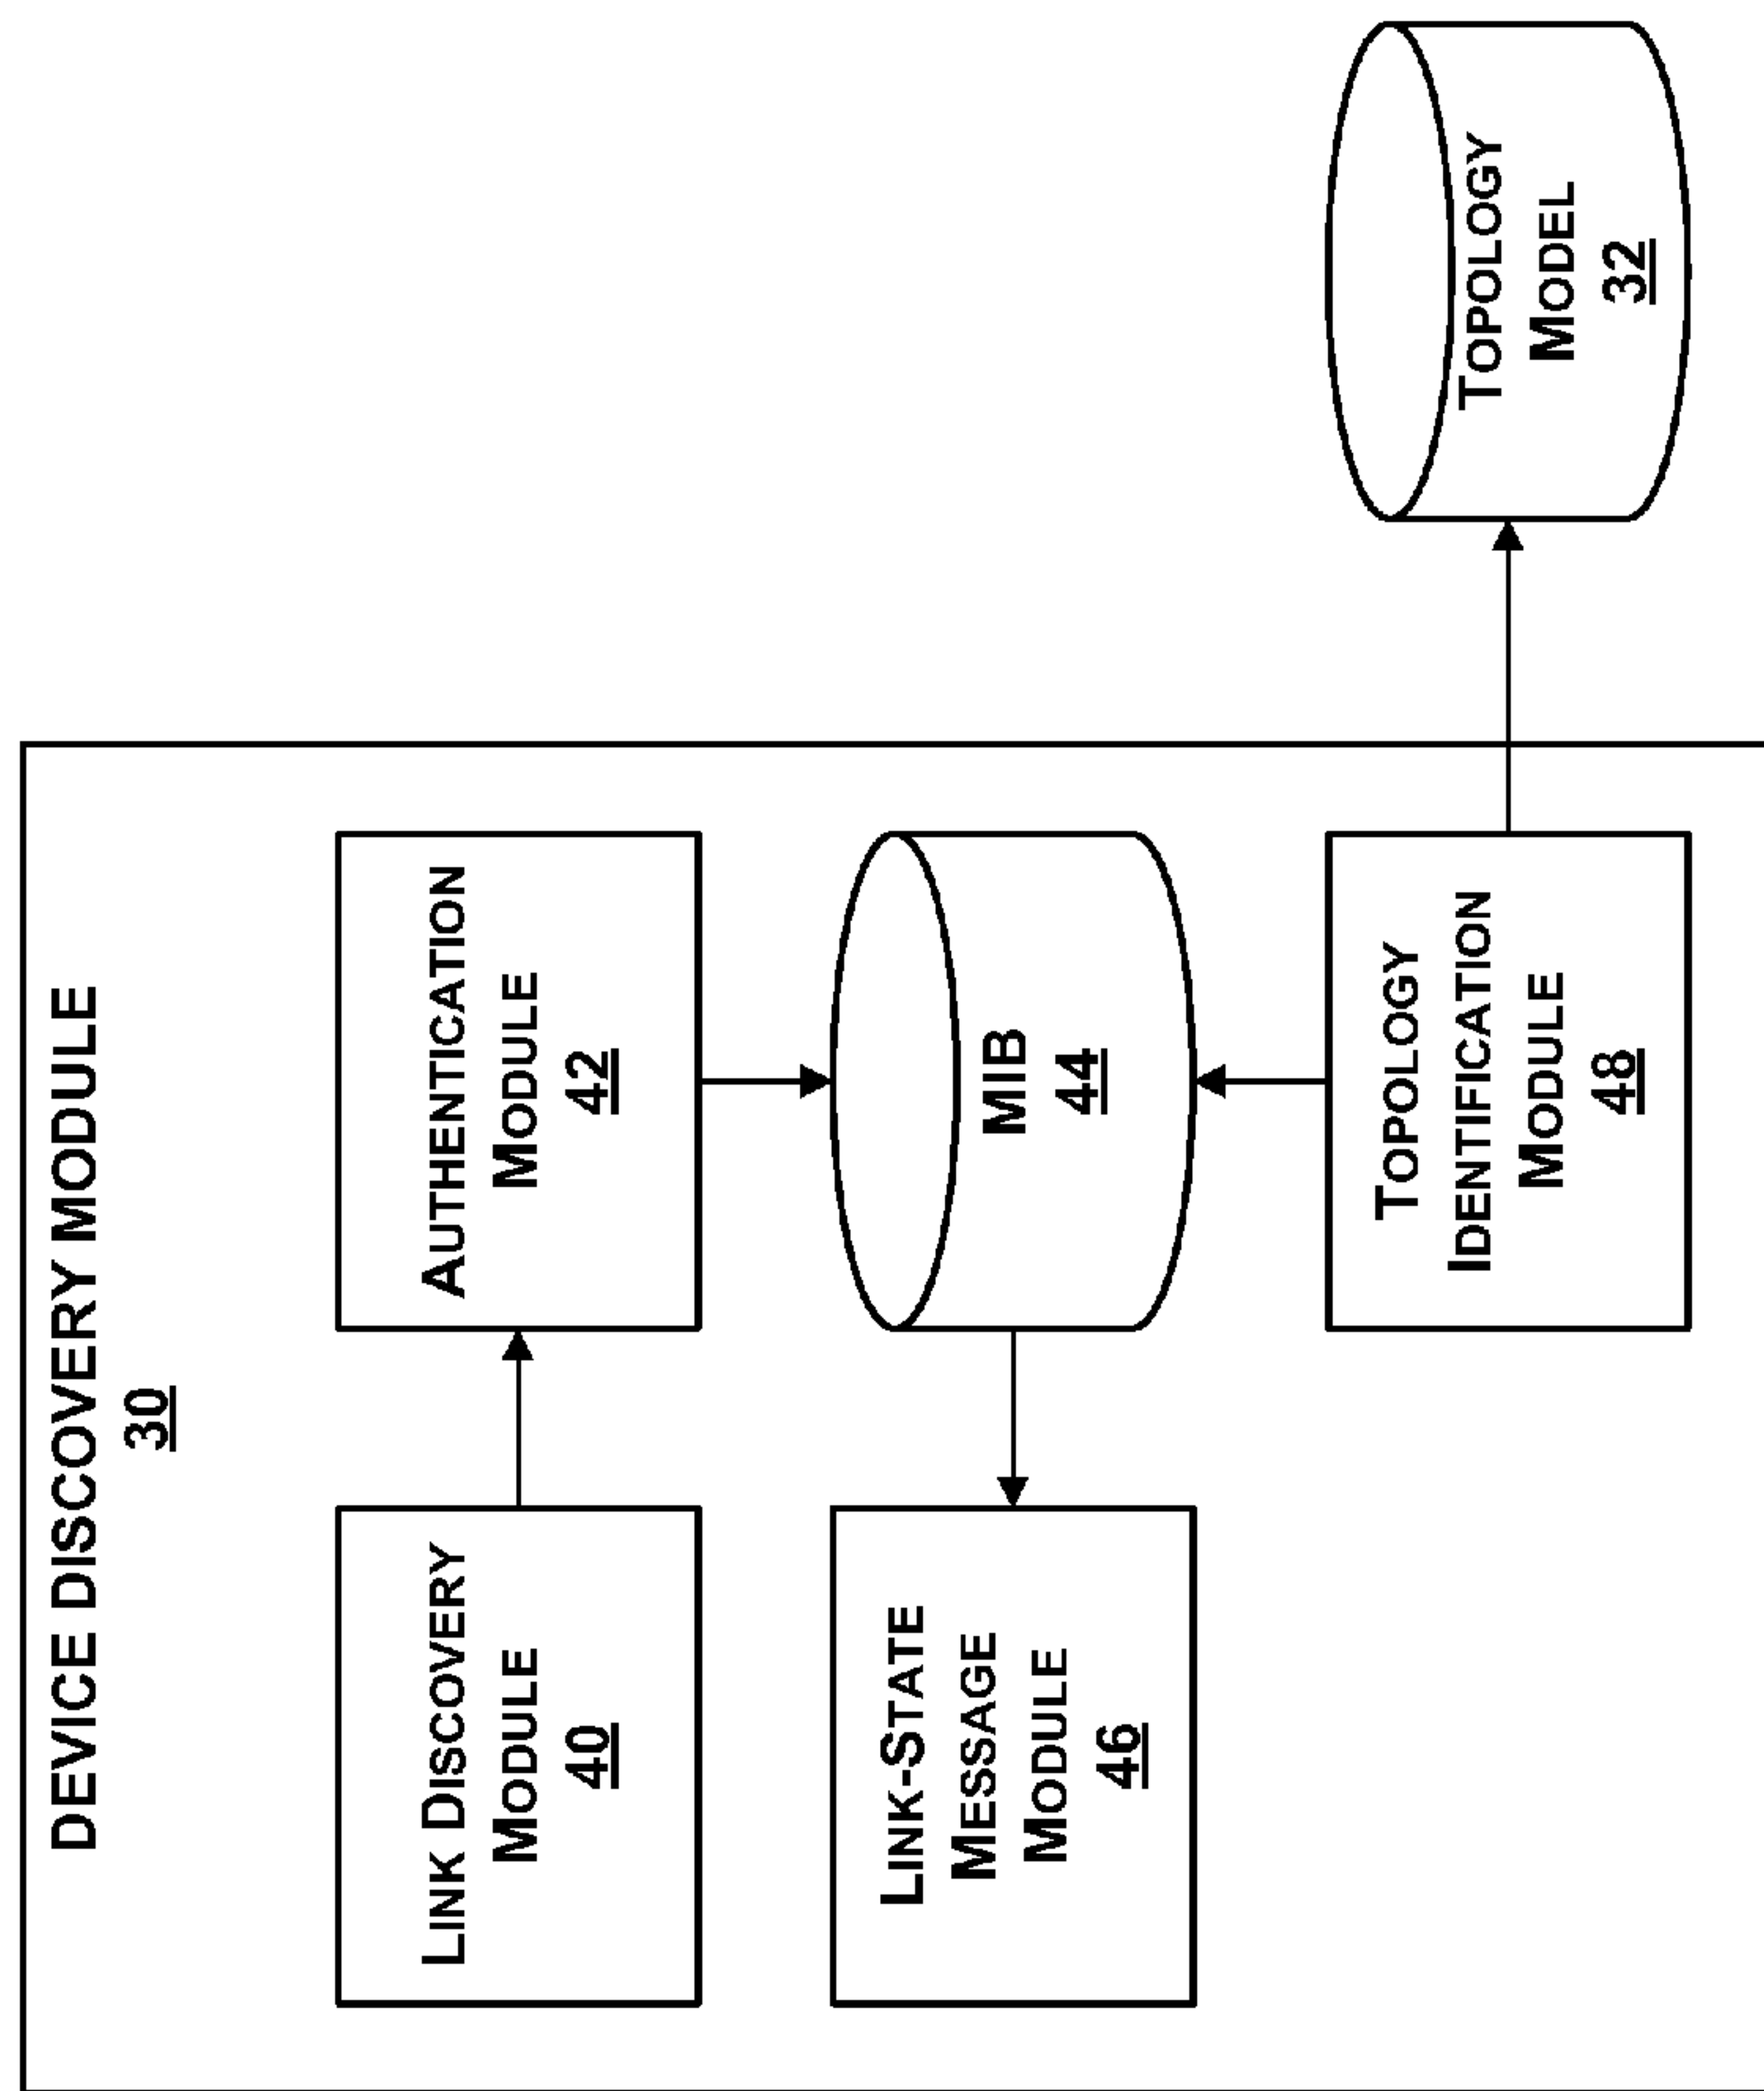 DEVICE DISCOVERY MODULE
30
LINK DISCOVERY
MODULE
40
AUTHENTICATION
MODULE
42
LINK-STATE
MESSAGE
MODULE
46
MIB
44
TOPOLOGY
IDENTIFICATION
MODULE
48
TOPOLOGY
MODEL
32